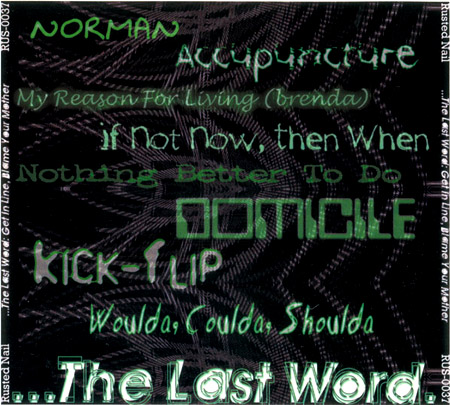 NORMAN
Accupuncture
My Reason For Living (brenda)
If Not Now, then When
Nothing Better To Do
DOMICILE
KICK-FLIP
Woulda, Coulda, Shoulda
...The Last Word.
Rusted Nail
...The Last Word: Get In Line, Blame Your Mother
RUS-0037
Rusted Nail
...The Last Word: Get In Line, Blame Your Mother
RUS-0037